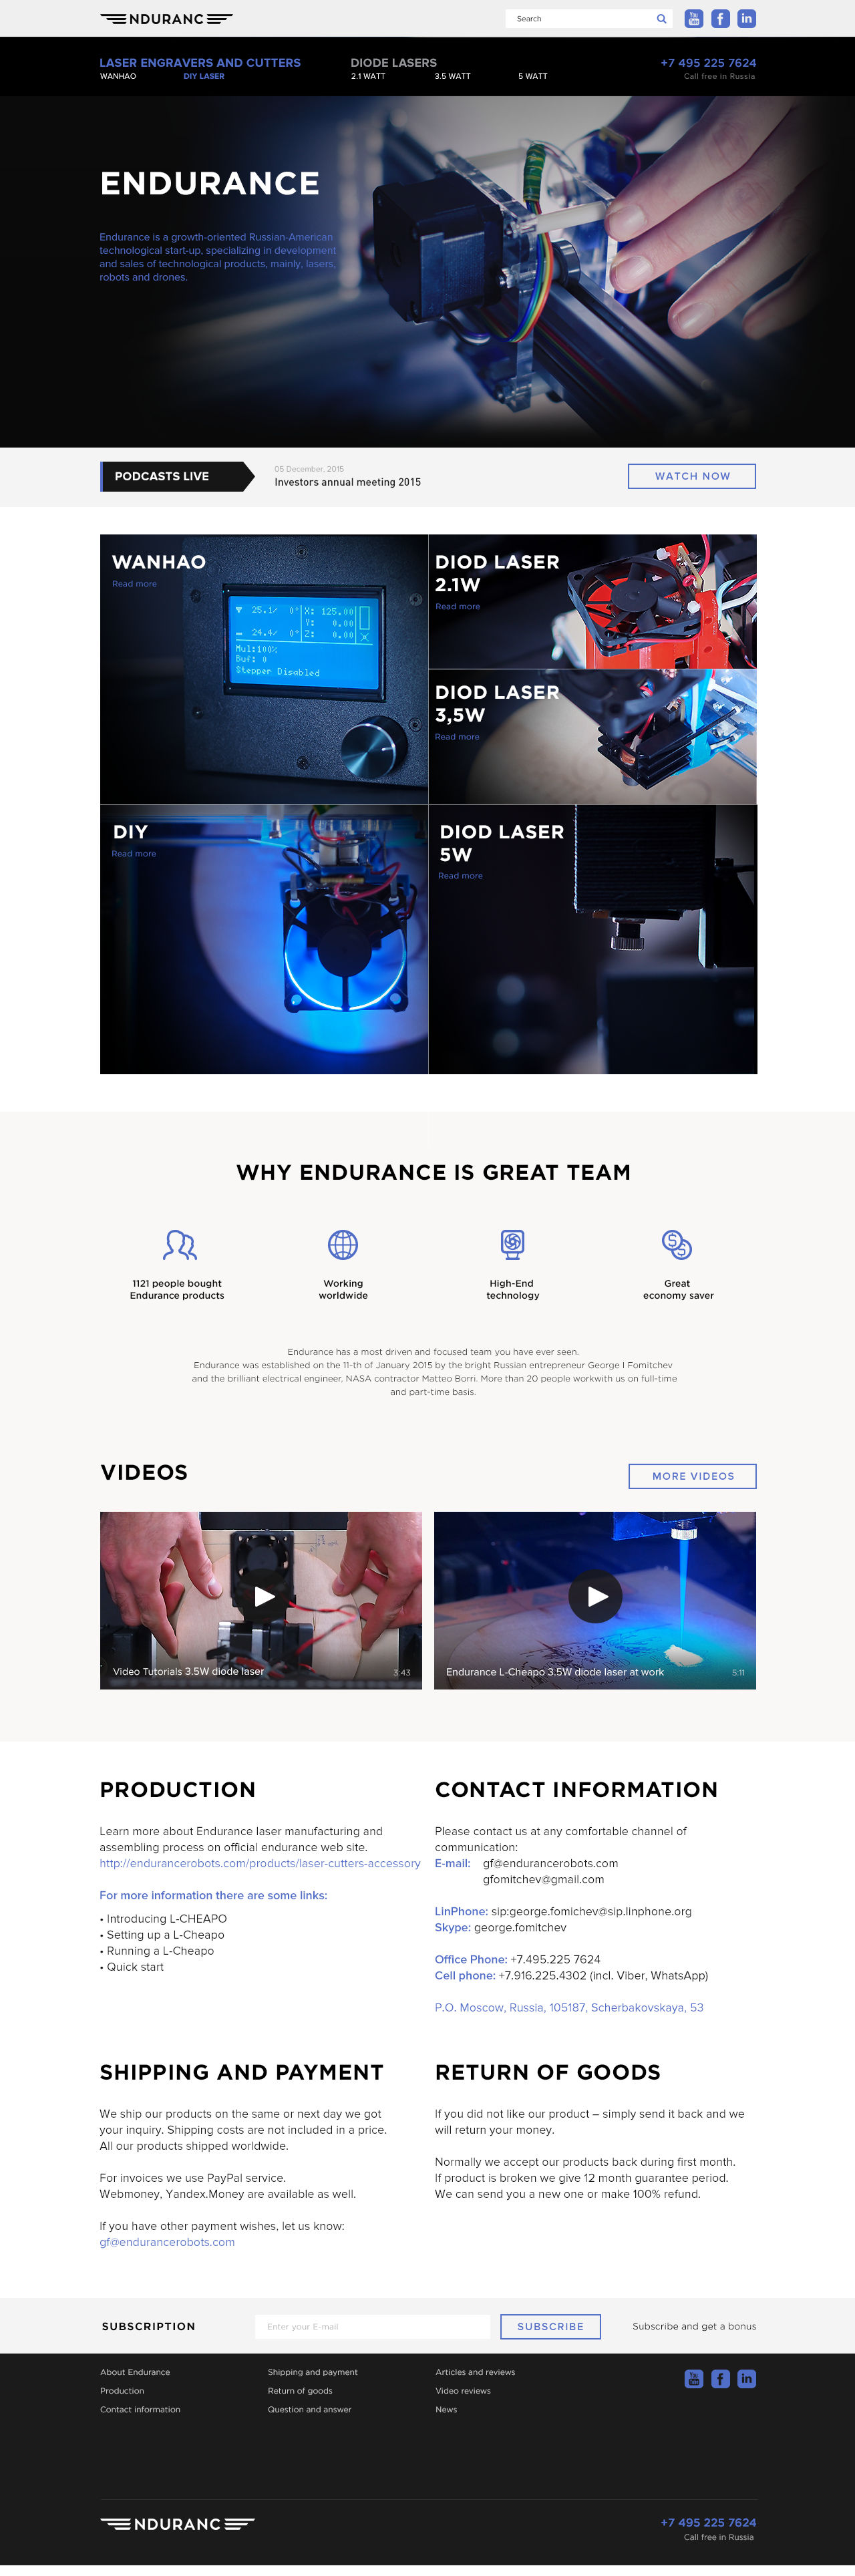 NDURANC
Search
You Tube f in
LASER ENGRAVERS AND CUTTERS
WANHAO DIY LASER
DIODE LASERS
2.1 WATT 3.5 WATT 5 WATT
+7 495 225 7624
Call free in Russia
ENDURANCE
Endurance is a growth-oriented Russian-American
technological start-up, specializing in development
and sales of technological products, mainly, lasers,
robots and drones.
PODCASTS LIVE
05 December, 2015
Investors annual meeting 2015
WATCH NOW
WANHAO
Read more
25.1/ 0° X: 125.00
Y: 0.00
24.4/ 0° Z: 0.00
Mul:100%
Buf: 0
Stepper Disabled
DIOD LASER
2.1W
Read more
DIOD LASER
3,5W
Read more
DIY
Read more
DIOD LASER
5W
Read more
WHY ENDURANCE IS GREAT TEAM
1121 people bought
Endurance products
Working
worldwide
High-End
technology
Great
economy saver
Endurance has a most driven and focused team you have ever seen.
Endurance was established on the 11-th of January 2015 by the bright Russian entrepreneur George I Fomitchev
and the brilliant electrical engineer, NASA contractor Matteo Borri. More than 20 people workwith us on full-time
and part-time basis.
VIDEOS
MORE VIDEOS
Video Tutorials 3.5W diode laser 3:43
Endurance L-Cheapo 3.5W diode laser at work 5:11
PRODUCTION
Learn more about Endurance laser manufacturing and
assembling process on official endurance web site.
http://endurancerobots.com/products/laser-cutters-accessory
For more information there are some links:
• Introducing L-CHEAPO
• Setting up a L-Cheapo
• Running a L-Cheapo
• Quick start
CONTACT INFORMATION
Please contact us at any comfortable channel of
communication:
E-mail: gf@endurancerobots.com
gfomitchev@gmail.com
LinPhone: sip:george.fomichev@sip.linphone.org
Skype: george.fomitchev
Office Phone: +7.495.225 7624
Cell phone: +7.916.225.4302 (incl. Viber, WhatsApp)
P.O. Moscow, Russia, 105187, Scherbakovskaya, 53
SHIPPING AND PAYMENT
We ship our products on the same or next day we got
your inquiry. Shipping costs are not included in a price.
All our products shipped worldwide.
For invoices we use PayPal service.
Webmoney, Yandex.Money are available as well.
If you have other payment wishes, let us know:
gf@endurancerobots.com
RETURN OF GOODS
If you did not like our product – simply send it back and we
will return your money.
Normally we accept our products back during first month.
If product is broken we give 12 month guarantee period.
We can send you a new one or make 100% refund.
SUBSCRIPTION
Enter your E-mail
SUBSCRIBE
Subscribe and get a bonus
About Endurance
Production
Contact information
Shipping and payment
Return of goods
Question and answer
Articles and reviews
Video reviews
News
You Tube f in
NDURANC
+7 495 225 7624
Call free in Russia